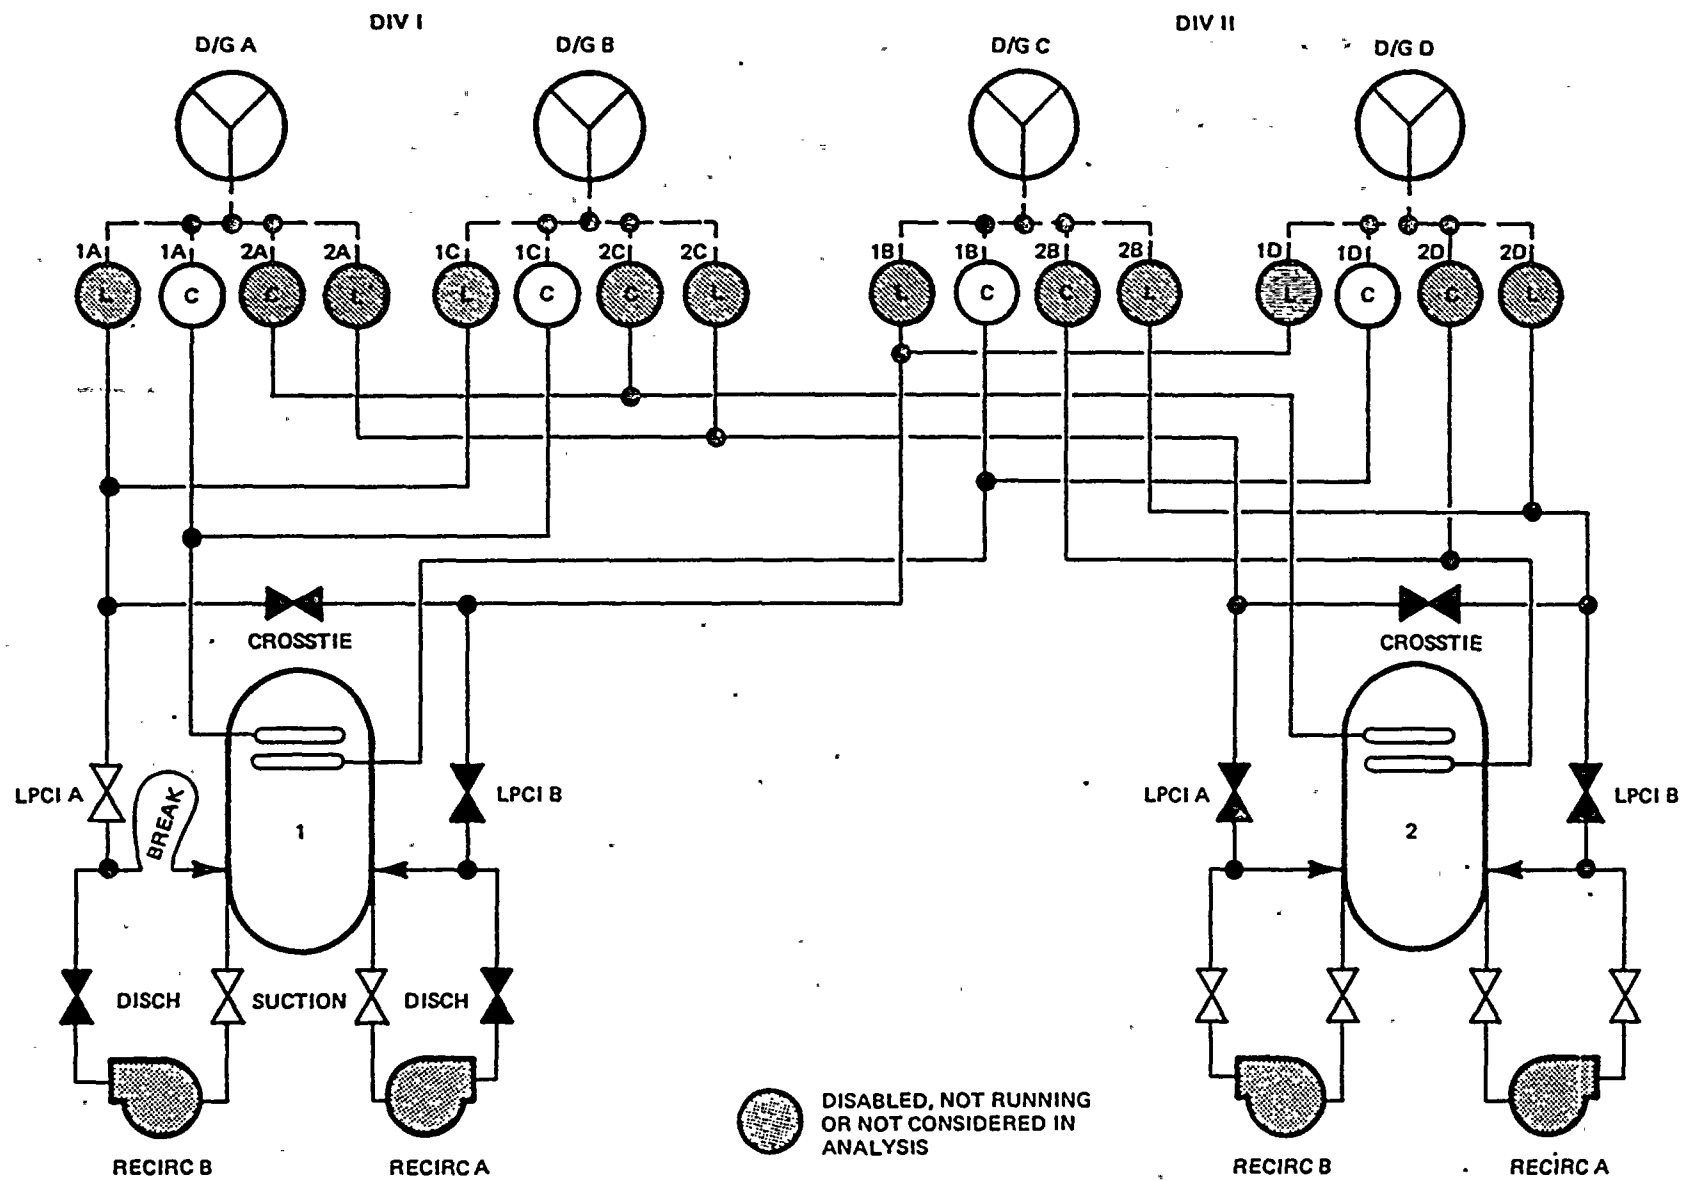 DIV I
DIV II
D/G A
D/G B
D/G C
D/G D
1A
1A
2A
2A
1C
1C
2C
2C
1B
1B
2B
2B
1D
1D
2D
2D
L
C
C
L
L
C
C
L
L
C
C
L
L
C
C
L
CROSSTIE
CROSSTIE
LPCI A
BREAK
1
LPCI B
LPCI A
2
LPCI B
DISCH
SUCTION
DISCH
DISABLED, NOT RUNNING
OR NOT CONSIDERED IN
ANALYSIS
RECIRC B
RECIRC A
RECIRC B
RECIRC A